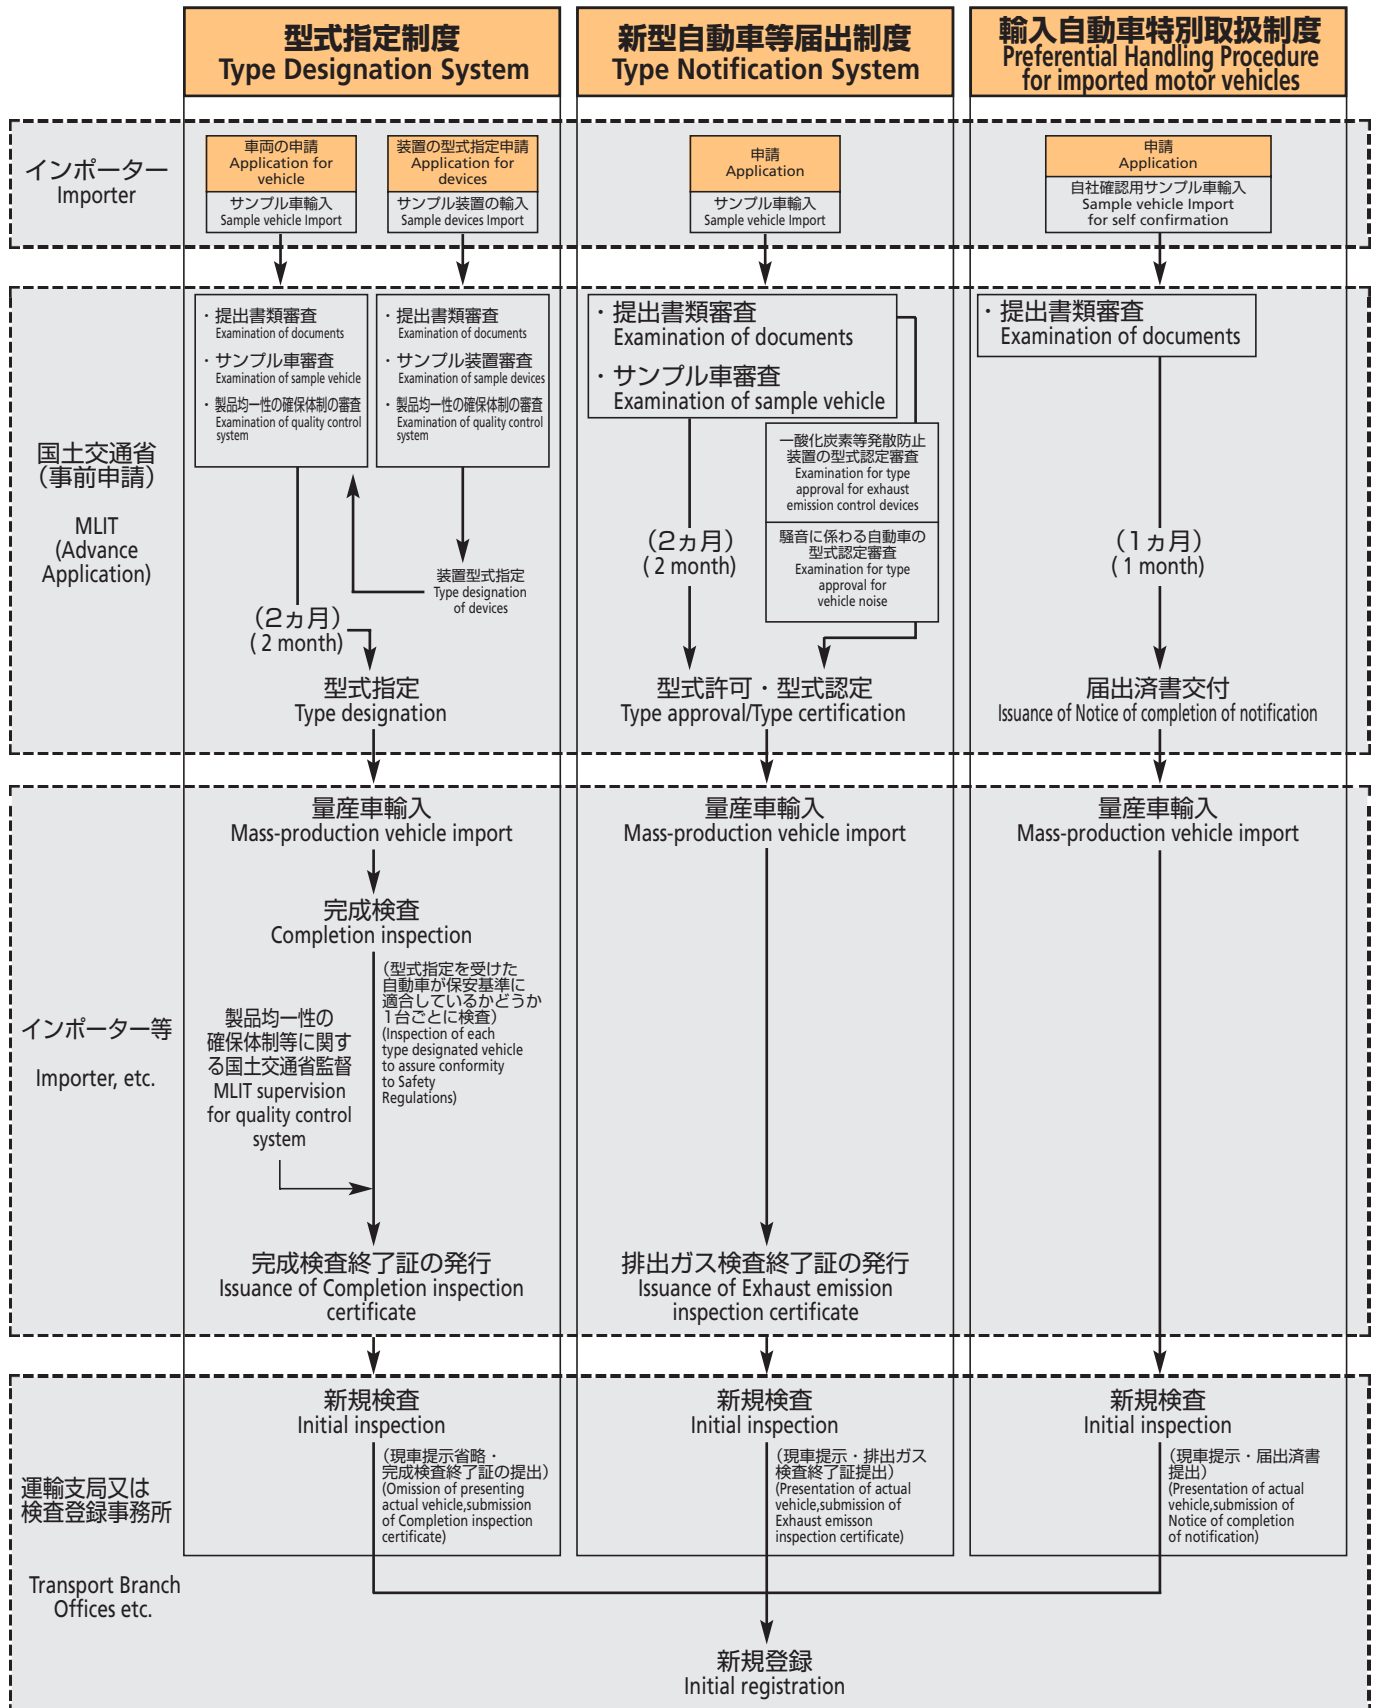 型式指定制度
Type Designation System
新型自動車等届出制度
Type Notification System
輸入自動車特別取扱制度
Preferential Handling Procedure
for imported motor vehicles
インポーター
Importer
車両の申請
Application for
vehicle
サンプル車輸入
Sample vehicle Import
装置の型式指定申請
Application for
devices
サンプル装置の輸入
Sample devices Import
申請
Application
サンプル車輸入
Sample vehicle Import
申請
Application
自社確認用サンプル車輸入
Sample vehicle Import
for self confirmation
国土交通省
（事前申請）
MLIT
(Advance
Application)
・提出書類審査
Examination of documents
・サンプル車審査
Examination of sample vehicle
・製品均一性の確保体制の審査
Examination of quality control
system
・提出書類審査
Examination of documents
・サンプル装置審査
Examination of sample devices
・製品均一性の確保体制の審査
Examination of quality control
system
装置型式指定
Type designation
of devices
（2ヵ月）
( 2 month)
型式指定
Type designation
・提出書類審査
Examination of documents
・サンプル車審査
Examination of sample vehicle
一酸化炭素等発散防止
装置の型式認定審査
Examination for type
approval for exhaust
emission control devices
騒音に係わる自動車の
型式認定審査
Examination for type
approval for
vehicle noise
（2ヵ月）
( 2 month)
型式許可・型式認定
Type approval/Type certification
・提出書類審査
Examination of documents
（1ヵ月）
( 1 month)
届出済書交付
Issuance of Notice of completion of notification
インポーター等
Importer, etc.
量産車輸入
Mass-production vehicle import
完成検査
Completion inspection
（型式指定を受けた
自動車が保安基準に
適合しているかどうか
1台ごとに検査）
(Inspection of each
type designated vehicle
to assure conformity
to Safety
Regulations)
製品均一性の
確保体制等に関す
る国土交通省監督
MLIT supervision
for quality control
system
完成検査終了証の発行
Issuance of Completion inspection
certificate
量産車輸入
Mass-production vehicle import
排出ガス検査終了証の発行
Issuance of Exhaust emission
inspection certificate
量産車輸入
Mass-production vehicle import
運輸支局又は
検査登録事務所
Transport Branch
Offices etc.
新規検査
Initial inspection
（現車提示省略・
完成検査終了証の提出）
(Omission of presenting
actual vehicle,submission
of Completion inspection
certificate)
新規検査
Initial inspection
（現車提示・排出ガス
検査終了証提出）
(Presentation of actual
vehicle,submission of
Exhaust emisson
inspection certificate)
新規検査
Initial inspection
（現車提示・届出済書
提出）
(Presentation of actual
vehicle,submission of
Notice of completion
of notification)
新規登録
Initial registration